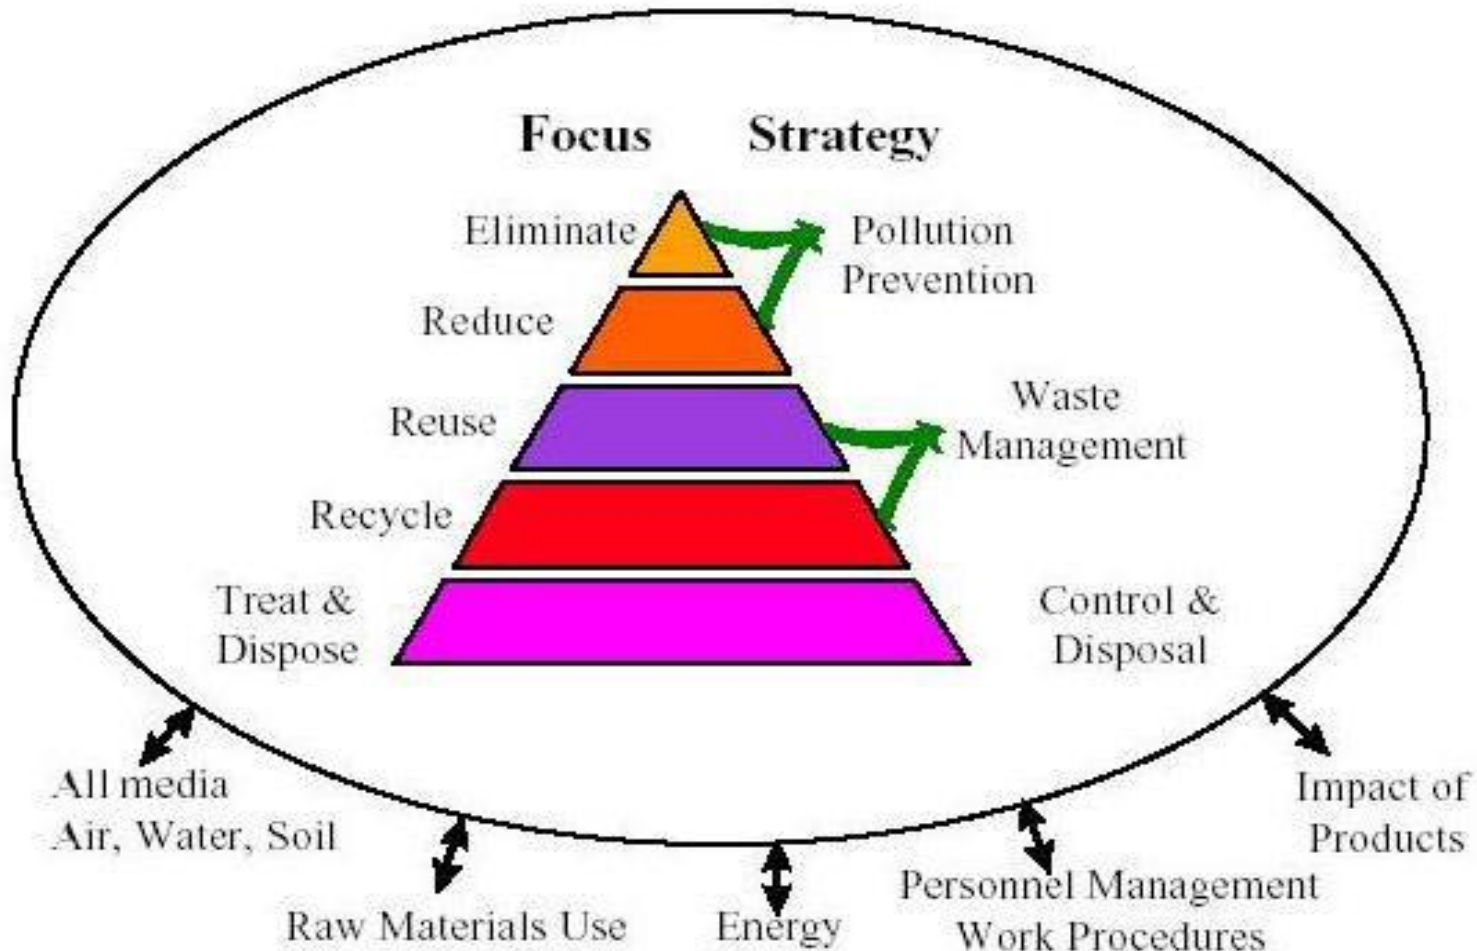 Focus Strategy
Eliminate
Pollution
Prevention
Reduce
Reuse
Waste
Management
Recycle
Treat &
Dispose
Control &
Disposal
All media
Air, Water, Soil
Raw Materials Use
Energy
Personnel Management
Work Procedures
Impact of
Products